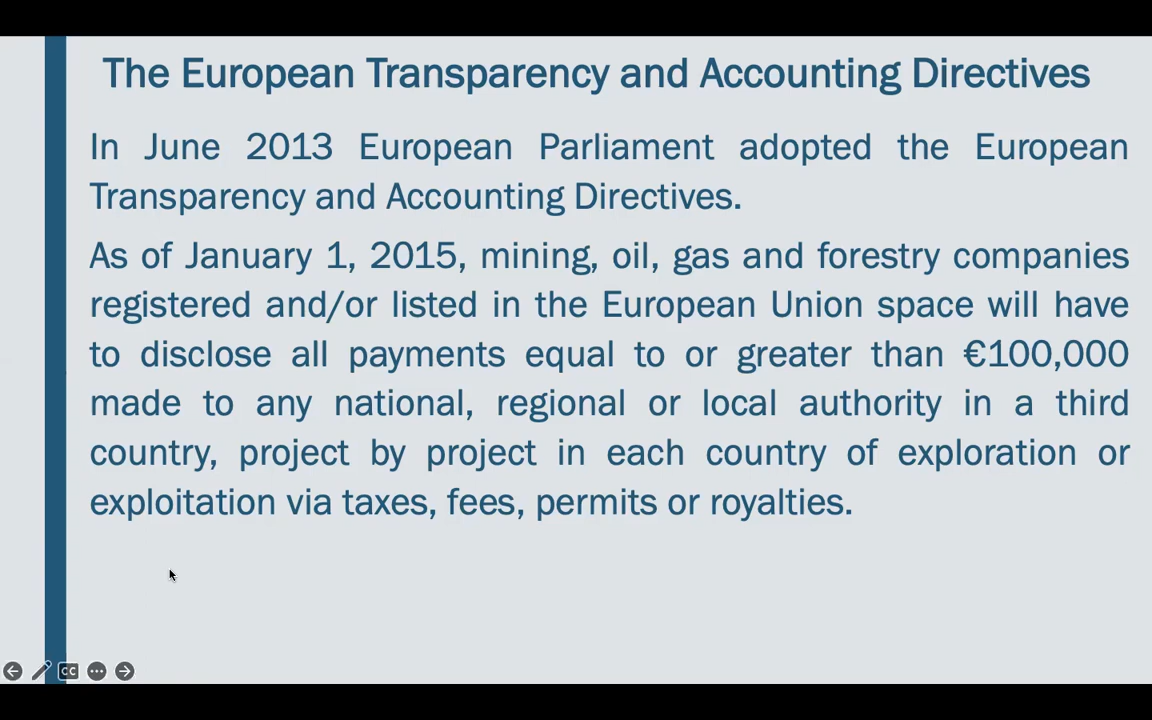 The European Transparency and Accounting Directives
In June 2013 European Parliament adopted the European
Transparency and Accounting Directives.
As of January 1, 2015, mining, oil, gas and forestry companies
registered and/or listed in the European Union space will have
to disclose all payments equal to or greater than €100,000
made to any national, regional or local authority in a third
country, project by project in each country of exploration or
exploitation via taxes, fees, permits or royalties.
CC